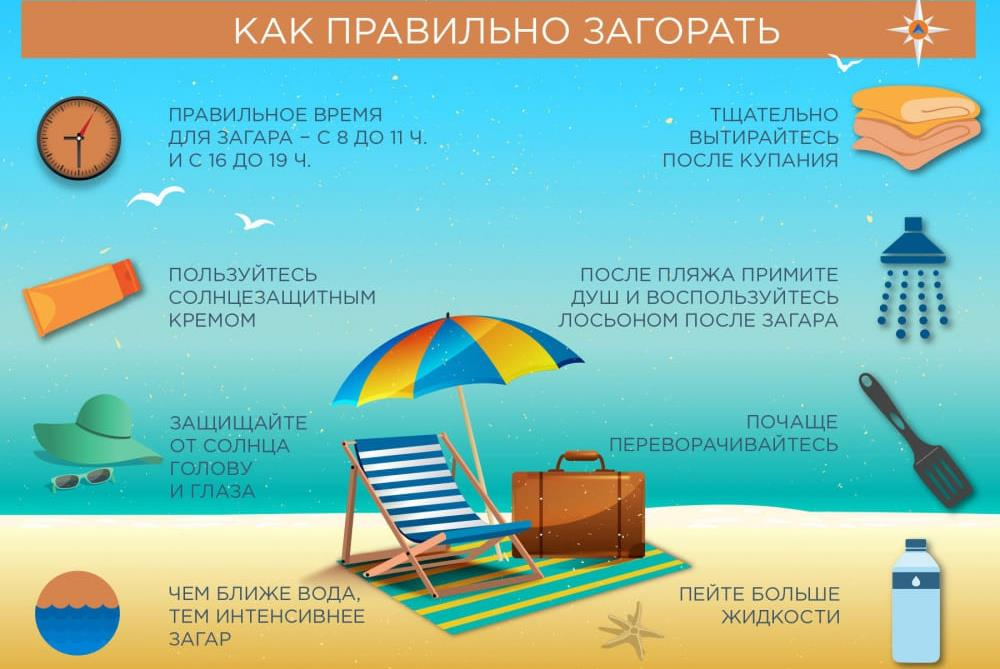 КАК ПРАВИЛЬНО ЗАГОРАТЬ
ПРАВИЛЬНОЕ ВРЕМЯ
ДЛЯ ЗАГАРА – С 8 ДО 11 Ч.
И С 16 ДО 19 Ч.
ПОЛЬЗУЙТЕСЬ
СОЛНЦЕЗАЩИТНЫМ
КРЕМОМ
ЗАЩИЩАЙТЕ
ОТ СОЛНЦА
ГОЛОВУ
И ГЛАЗА
ЧЕМ БЛИЖЕ ВОДА,
ТЕМ ИНТЕНСИВНЕЕ
ЗАГАР
ТЩАТЕЛЬНО
ВЫТИРАЙТЕСЬ
ПОСЛЕ КУПАНИЯ
ПОСЛЕ ПЛЯЖА ПРИМИТЕ
ДУШ И ВОСПОЛЬЗУЙТЕСЬ
ЛОСЬОНОМ ПОСЛЕ ЗАГАРА
ПОЧАЩЕ
ПЕРЕВОРАЧИВАЙТЕСЬ
ПЕЙТЕ БОЛЬШЕ
ЖИДКОСТИ